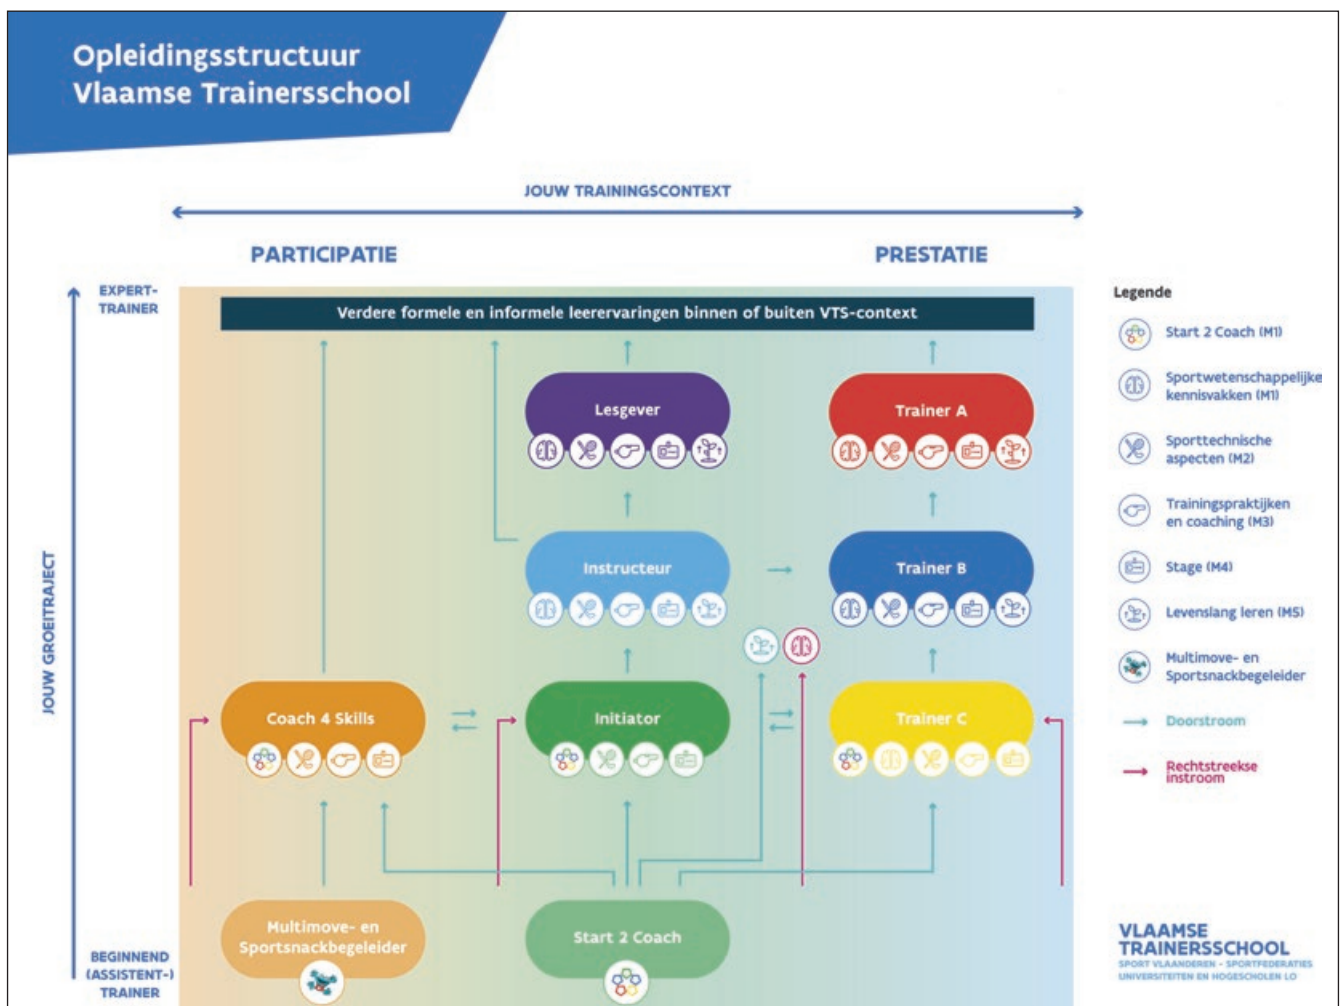 Opleidingsstructuur
Vlaamse Trainersschool
JOUW TRAININGSCONTEXT
PARTICIPATIE
PRESTATIE
EXPERT-
TRAINER
Verdere formele en informele leerervaringen binnen of buiten VTS-context
Lesgever
Trainer A
Instructeur
Trainer B
JOUW GROEITRAJECT
Coach 4 Skills
Initiator
Trainer C
Multimove- en
Sportsnackbegeleider
Start 2 Coach
BEGINNEND
(ASSISTENT-)
TRAINER
Legende
Start 2 Coach (M1)
Sportwetenschappelijke
kennisvakken (M1)
Sporttechnische
aspecten (M2)
Trainingspraktijken
en coaching (M3)
Stage (M4)
Levenslang leren (M5)
Multimove- en
Sportsnackbegeleider
Doorstroom
Rechtstreekse
instroom
VLAAMSE
TRAINERSSCHOOL
SPORT VLAANDEREN - SPORTFEDERATIES
UNIVERSITEITEN EN HOGESCHOLEN LO